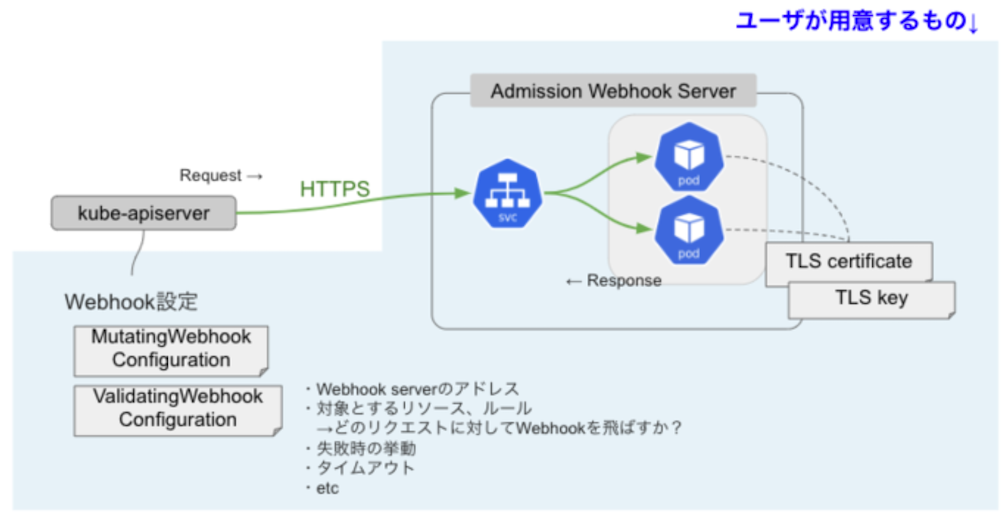 ユーザが用意するもの↓
Admission Webhook Server
pod
Request →
HTTPS
kube-apiserver
svc
pod
TLS certificate
← Response
TLS key
Webhook設定
MutatingWebhook
Configuration
ValidatingWebhook
Configuration
・Webhook serverのアドレス
・対象とするリソース、ルール
→どのリクエストに対してWebhookを飛ばすか？
・失敗時の挙動
・タイムアウト
・etc